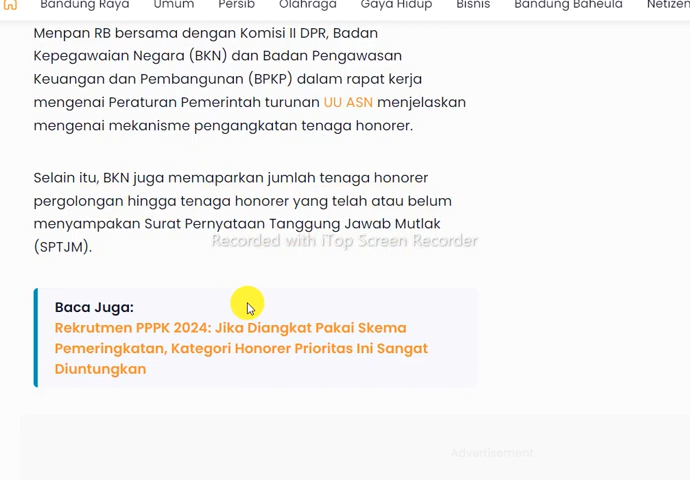 Bandung Raya Umum Persib Olahraga Gaya Hidup Bisnis Bandung Baheula Netizen
Menpan RB bersama dengan Komisi II DPR, Badan
Kepegawaian Negara (BKN) dan Badan Pengawasan
Keuangan dan Pembangunan (BPKP) dalam rapat kerja
mengenai Peraturan Pemerintah turunan UU ASN menjelaskan
mengenai mekanisme pengangkatan tenaga honorer.
Selain itu, BKN juga memaparkan jumlah tenaga honorer
pergolongan hingga tenaga honorer yang telah atau belum
menyampakan Surat Pernyataan Tanggung Jawab Mutlak
(SPTJM).
Recorded with iTop Screen Recorder
Baca Juga:
Rekrutmen PPPK 2024: Jika Diangkat Pakai Skema
Pemeringkatan, Kategori Honorer Prioritas Ini Sangat
Diuntungkan
Advertisement